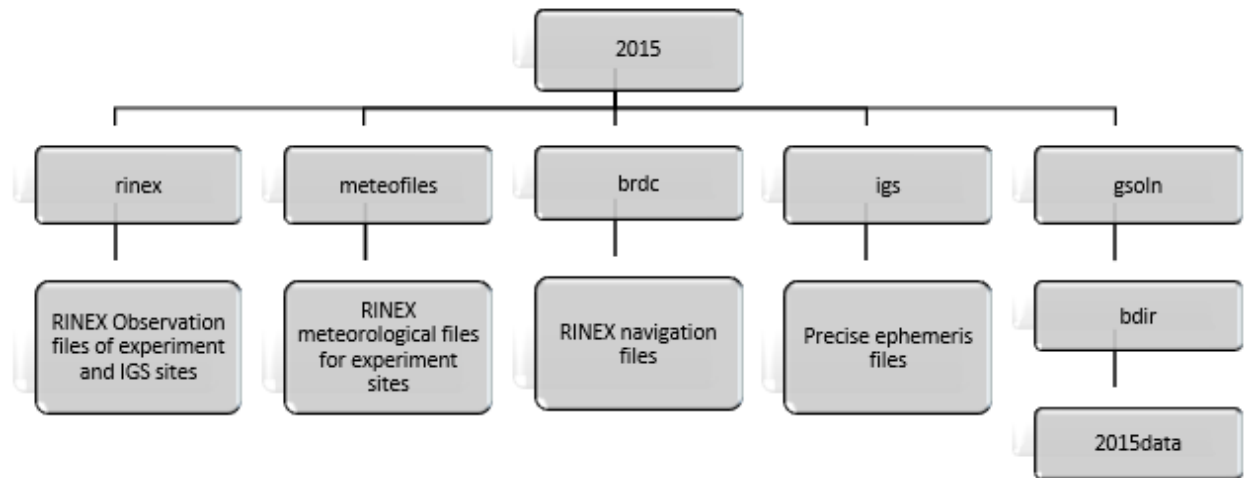 2015
rinex
meteofiles
brdc
igs
gsoln
RINEX Observation
files of experiment
and IGS sites
RINEX
meteorological files
for experiment
sites
RINEX navigation
files
Precise ephemeris
files
bdir
2015data